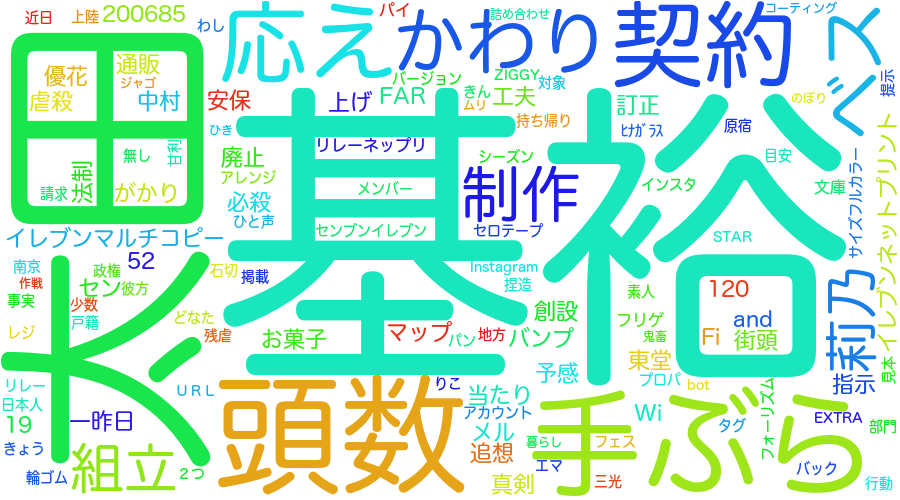 近日
上陸
200685
わし
パイ
詰め合わせ
コーティング
応え
かわり
契約
ベス
提示
田
優花
通販
ジャゴ
虐殺
中村
安保
上げ
バージョン
FAR
ZIGGY
きん
ムリ
工夫
対象
持ち帰り
訂正
ヒナガラス
原宿
のぼり
ひき
リレーネップリ
基
裕
無し
甘利
廃止
アレンジ
シーズン
目安
法制
請求
がかり
必殺
ひと声
メンバー
制作
インスタ
文庫
サイズフルカラー
イレブンネットプリント
センブンイレブン
セロテープ
STAR
イレブンマルチコピー
南京
作戦
政権
52
セン
彼方
石切
掲載
Instagram
捏造
事実
少数
戸籍
どなた
残虐
素人
120
莉乃
レジ
お菓子
マップ
パン
地方
創設
バンプ
フリゲ
鬼畜
Fi
and
街頭
長
リレー
日本人
19
きょう
一昨日
URL
組立
輪ゴム
2つ
頭数
りこ
予感
当たり
アカウント
メル
追想
暮らし
エマ
真剣
手ぶら
プロパ
東堂
bot
Wi
フェス
三光
タグ
フォーリズム
指示
見本
EXTRA
部門
バック
行動